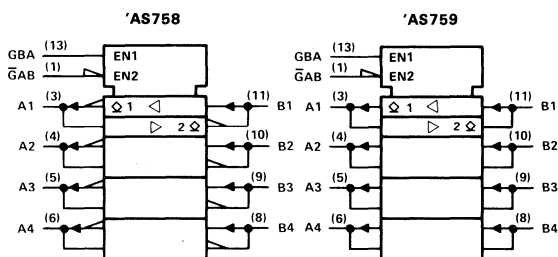 'AS758
GBA (13) EN1
G̅AB (1) EN2
A1 (3) ⎐ 1 ◁ (11) B1
▷ 2 ⎐
A2 (4) (10) B2
A3 (5) (9) B3
A4 (6) (8) B4
'AS759
GBA (13) EN1
G̅AB (1) EN2
A1 (3) ⎐ 1 ◁ (11) B1
▷ 2 ⎐
A2 (4) (10) B2
A3 (5) (9) B3
A4 (6) (8) B4